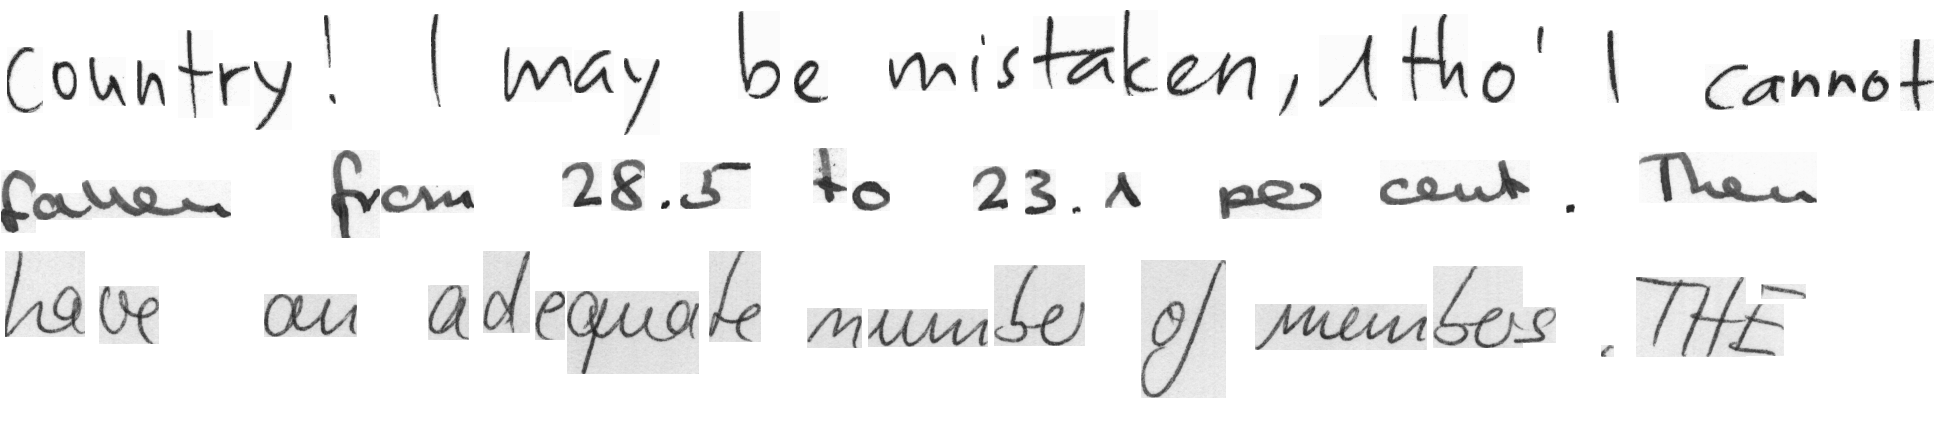 country! I may be mistaken, 1tho' I cannot
fallen from 28.5 to 23.1 per cent. Then
have an adequate number of members. THE